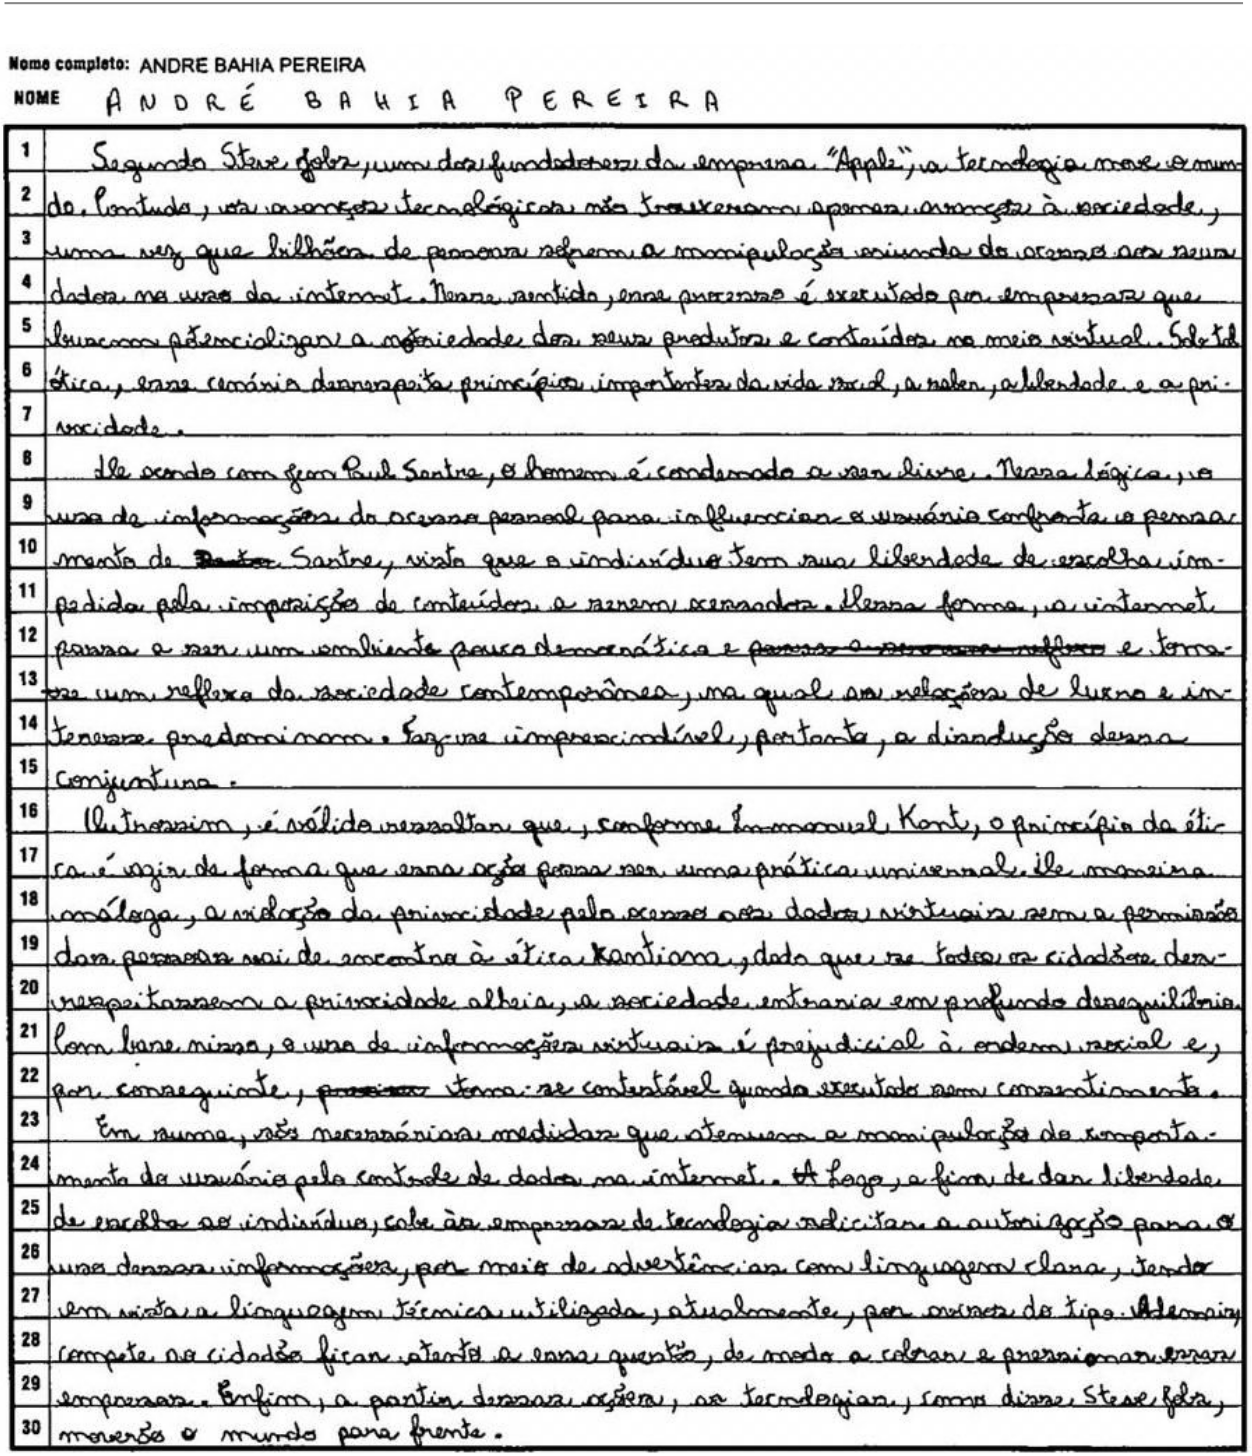 Nome completo: ANDRE BAHIA PEREIRA
NOME ANDRÉ BAHIA PEREIRA
1 Segundo Steve Jobs, um dos fundadores da empresa "Apple", a tecnologia move o mun-
2 do. Contudo, os avanços tecnológicos não trouxeram apenas avanços à sociedade,
3 uma vez que bilhões de pessoas sofrem a manipulação oriunda do acesso aos seus
4 dados no uso da internet. Nesse sentido, esse processo é executado por empresas que
5 buscam potencializar a notoriedade dos seus produtos e conteúdos no meio virtual. Sob tal
6 ótica, esse cenário desrespeita princípios importantes da vida social, a saber, a liberdade e a pri-
7 vacidade.
8 De acordo com Jean Paul Sartre, o homem é condenado a ser livre. Nessa lógica, o
9 uso de informações do acesso pessoal para influenciar o usuário confronta o pensa-
10 mento de Sartre, visto que o indivíduo tem sua liberdade de escolha im-
11 pedida pela imposição de conteúdos a serem acessados. Dessa forma, a internet
12 passa a ser um ambiente pouco democrático e passa a ser um reflexo e torna-
13 se um reflexo da sociedade contemporânea, na qual as relações de lucro e in-
14 teresse predominam. Faz-se imprescindível, portanto, a dissolução dessa
15 conjuntura.
16 Outrossim, é válido ressaltar que, conforme Immanuel Kant, o princípio da éti-
17 ca é agir de forma que essa ação possa ser uma prática universal. De maneira
18 análoga, a violação da privacidade pelo acesso aos dados virtuais sem a permissão
19 das pessoas vai de encontro à ética kantiana, dado que se todos os cidadãos des-
20 respeitassem a privacidade alheia, a sociedade entraria em profundo desequilíbrio.
21 Com base nisso, o uso de informações virtuais é prejudicial à ordem social e,
22 por conseguinte, torna-se contestável quando executado sem consentimento.
23 Em suma, são necessárias medidas que atenuem a manipulação do comporta-
24 mento do usuário pelo controle de dados na internet. Logo, a fim de dar liberdade
25 de escolha ao indivíduo, cabe às empresas de tecnologia solicitar a autorização para o
26 uso dessas informações, por meio de advertências com linguagem clara, tendo
27 em vista a linguagem técnica utilizada, atualmente, por avisos do tipo. Ademais,
28 compete ao cidadão ficar atento a essa questão, de modo a cobrar e pressionar essas
29 empresas. Enfim, a partir dessas ações, as tecnologias, como disse Steve Jobs,
30 moverão o mundo para frente.